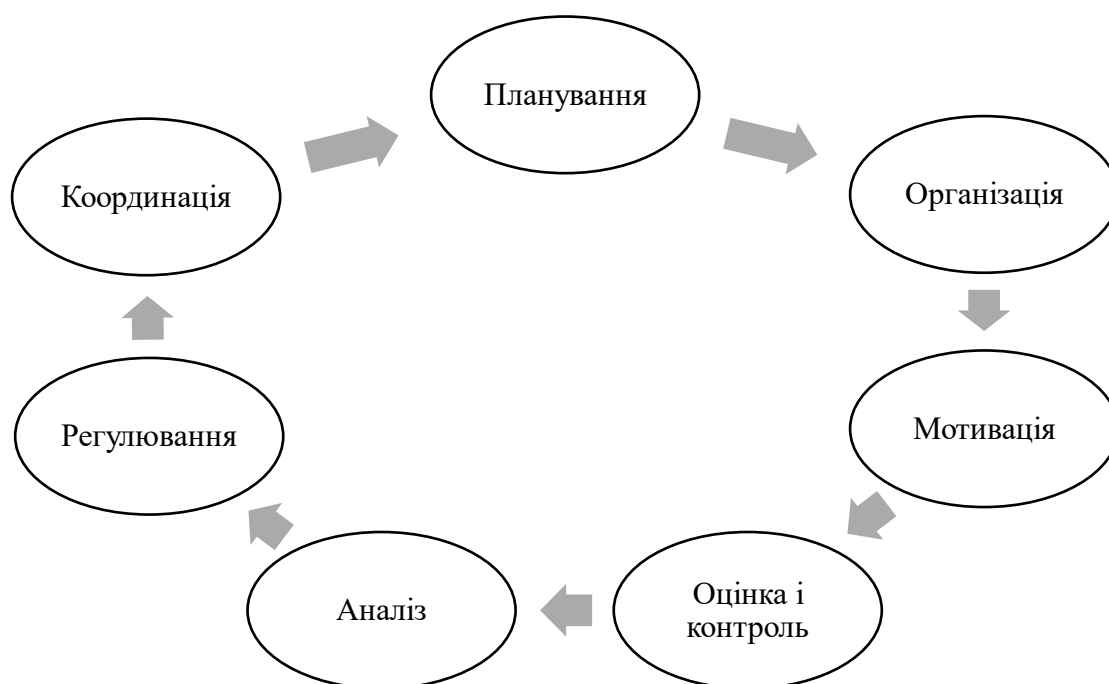 Планування
Організація
Мотивація
Оцінка і
контроль
Аналіз
Регулювання
Координація